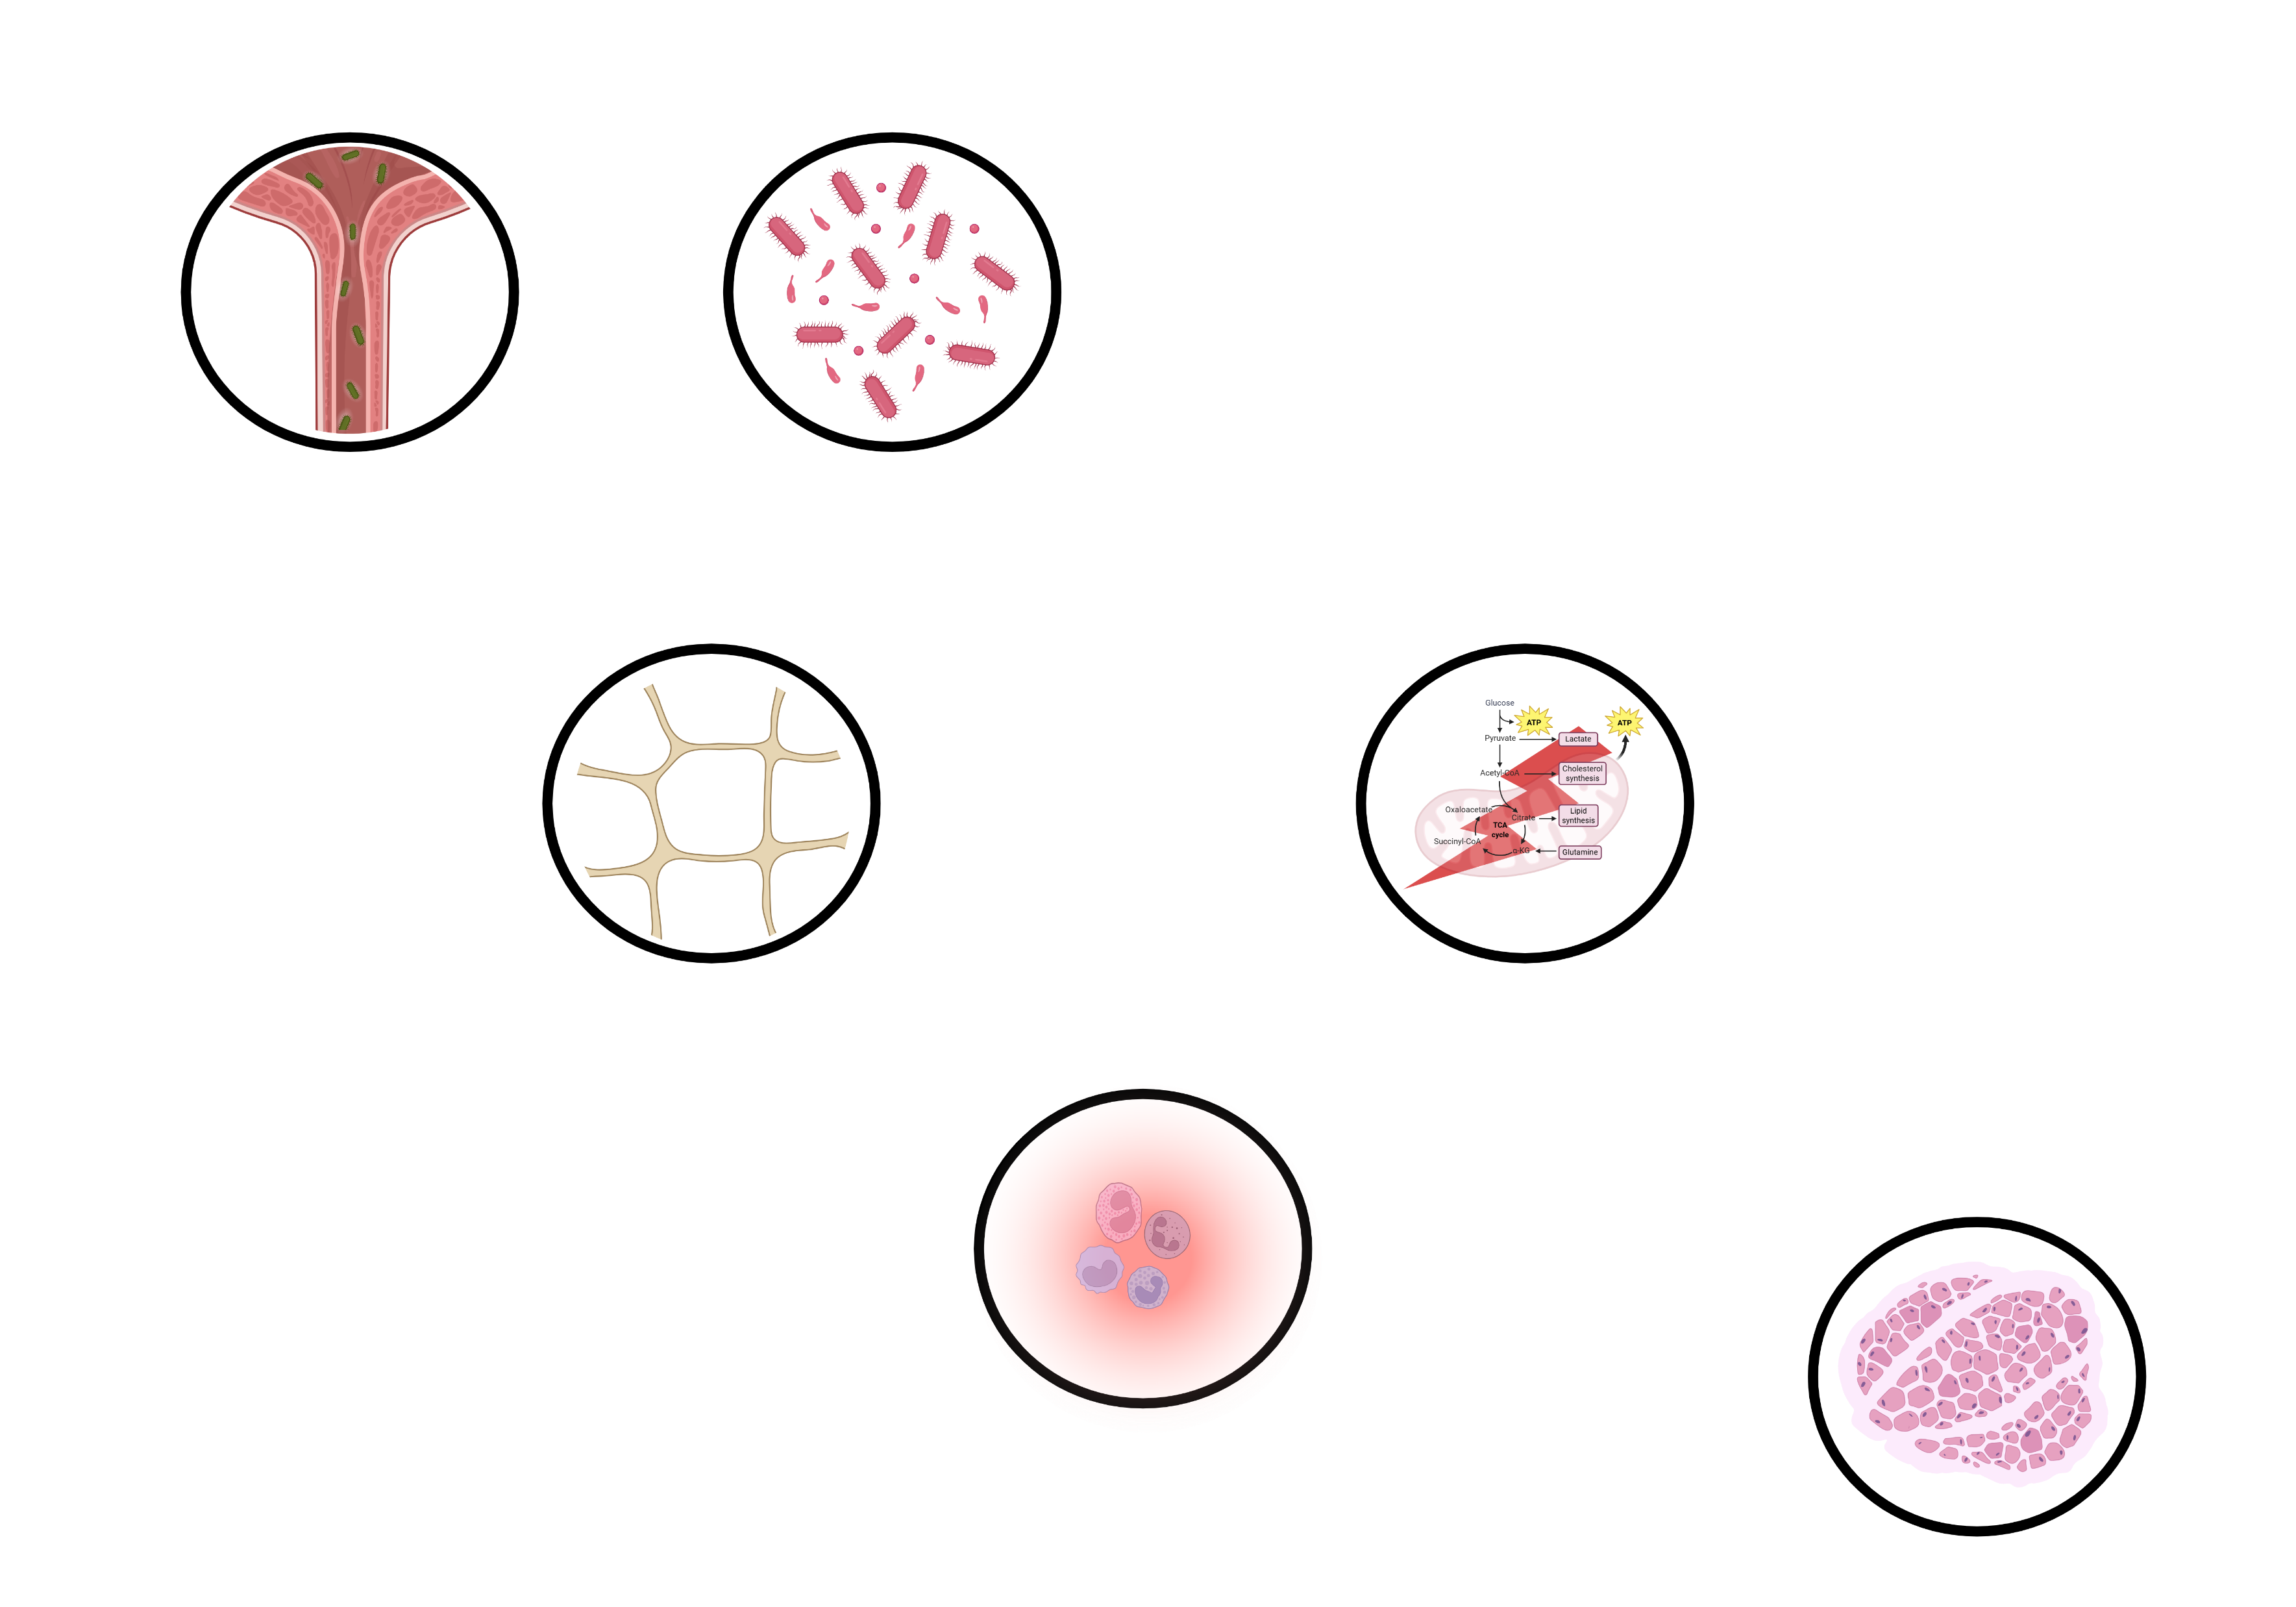 Glucose
ATP
ATP
Pyruvate
Lactate
Acetyl-CoA
Cholesterol
synthesis
Oxaloacetate
Citrate
Lipid
synthesis
TCA
cycle
Succinyl-CoA
α-KG
Glutamine